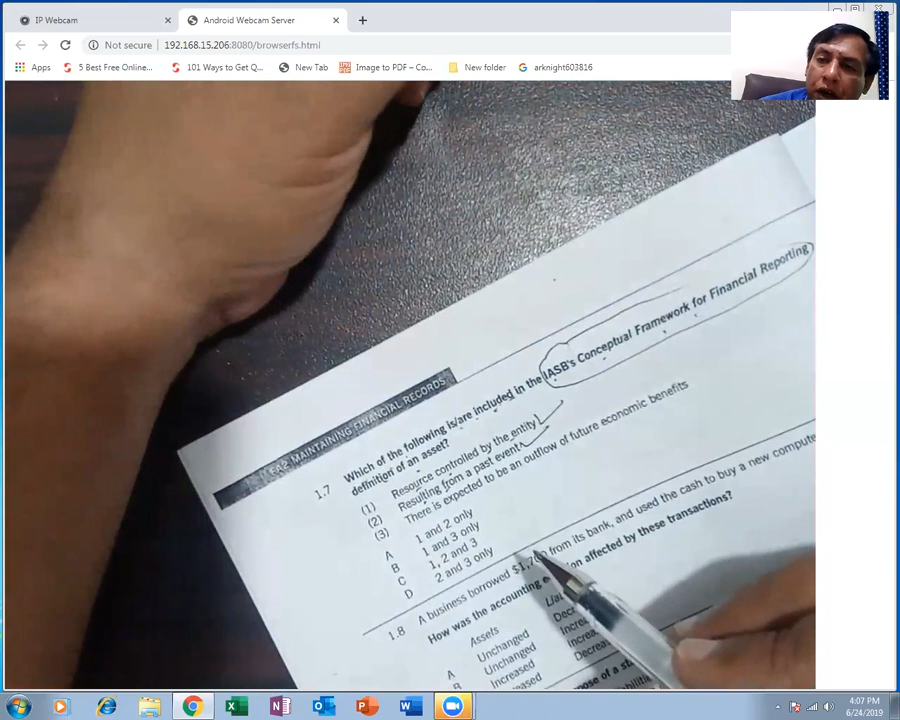 IP Webcam
Android Webcam Server
Not secure
192.168.15.206:8080/browserfs.html
Apps
5 Best Free Online...
101 Ways to Get Q...
New Tab
Image to PDF – Co...
New folder
arknight603816
FA2 MAINTAINING FINANCIAL RECORDS
1.7 Which of the following is/are included in the IASB's Conceptual Framework for Financial Reporting
definition of an asset?
(1) Resource controlled by the entity
(2) Resulting from a past event
(3) There is expected to be an outflow of future economic benefits
A 1 and 2 only
B 1 and 3 only
C 1, 2 and 3
D 2 and 3 only
1.8 A business borrowed from its bank, and used the cash to buy a new compute
How was the accounting affected by these transactions?
Assets
A Unchanged
B Unchanged
Increased
4:07 PM
6/24/2019